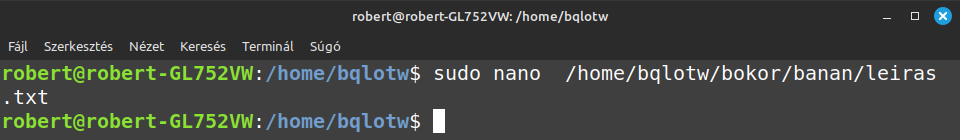 robert@robert-GL752VW: /home/bqlotw
Fájl Szerkesztés Nézet Keresés Terminál Súgó
robert@robert-GL752VW:/home/bqlotw$ sudo nano  /home/bqlotw/bokor/banan/leiras
.txt
robert@robert-GL752VW:/home/bqlotw$